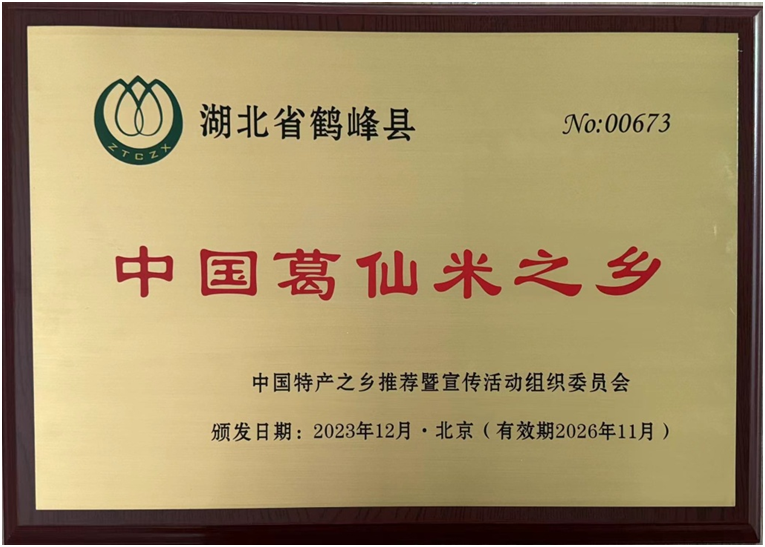 湖北省鹤峰县 No:00673
ZTCZX
中国葛仙米之乡
中国特产之乡推荐暨宣传活动组织委员会
颁发日期：2023年12月·北京（有效期2026年11月）